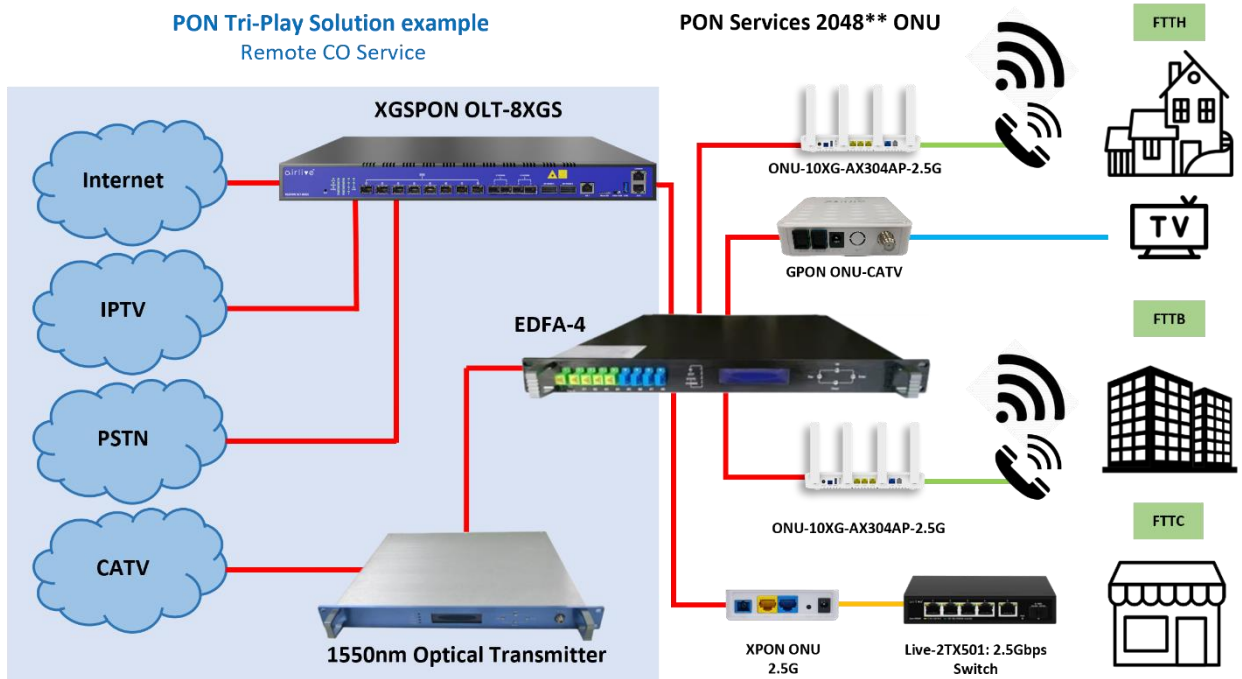 PON Tri-Play Solution example
Remote CO Service
PON Services 2048** ONU
FTTH
XGSPON OLT-8XGS
airlive
Internet
ONU-10XG-AX304AP-2.5G
TV
GPON ONU-CATV
IPTV
EDFA-4
FTTB
PSTN
ONU-10XG-AX304AP-2.5G
FTTC
CATV
1550nm Optical Transmitter
XPON ONU
2.5G
Live-2TX501: 2.5Gbps
Switch